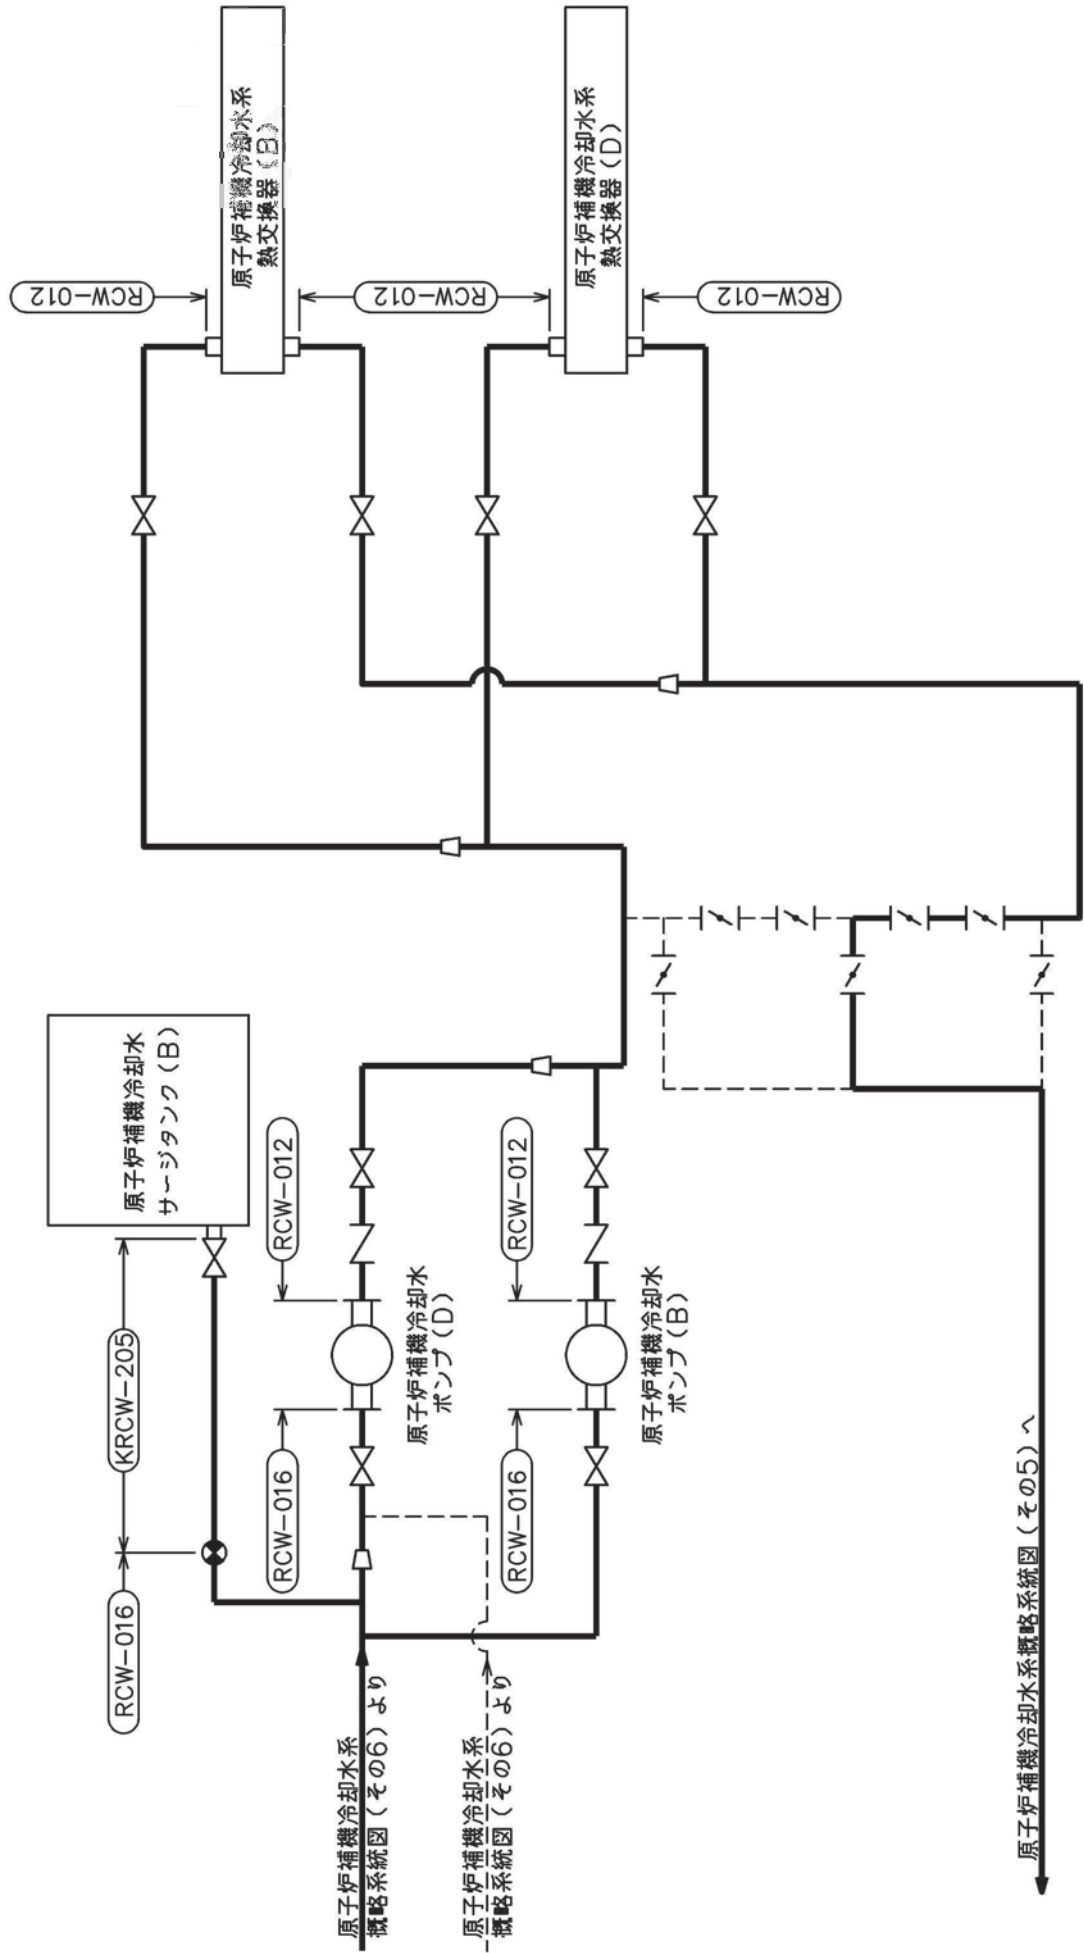 原子炉補機冷却水系
熱交換器(B)
原子炉補機冷却水系
熱交換器(D)
RCW-012
RCW-012
RCW-012
原子炉補機冷却水
サージタンク(B)
KRCW-205
RCW-016
RCW-012
RCW-016
原子炉補機冷却水
ポンプ(D)
RCW-012
RCW-016
原子炉補機冷却水
ポンプ(B)
原子炉補機冷却水系
概略系統図(その6)より
原子炉補機冷却水系
概略系統図(その6)より
原子炉補機冷却水系概略系統図(その5)へ